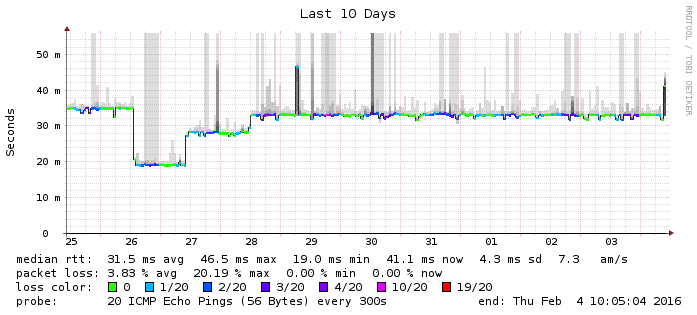 Last 10 Days
RRDTOOL / TOBI OETIKER
Seconds
50 m
40 m
30 m
20 m
10 m
0
25 26 27 28 29 30 31 01 02 03
median rtt: 31.5 ms avg 46.5 ms max 19.0 ms min 41.1 ms now 4.3 ms sd 7.3 am/s
packet loss: 3.83 % avg 20.19 % max 0.00 % min 0.00 % now
loss color: 0 1/20 2/20 3/20 4/20 10/20 19/20
probe: 20 ICMP Echo Pings (56 Bytes) every 300s end: Thu Feb 4 10:05:04 2016